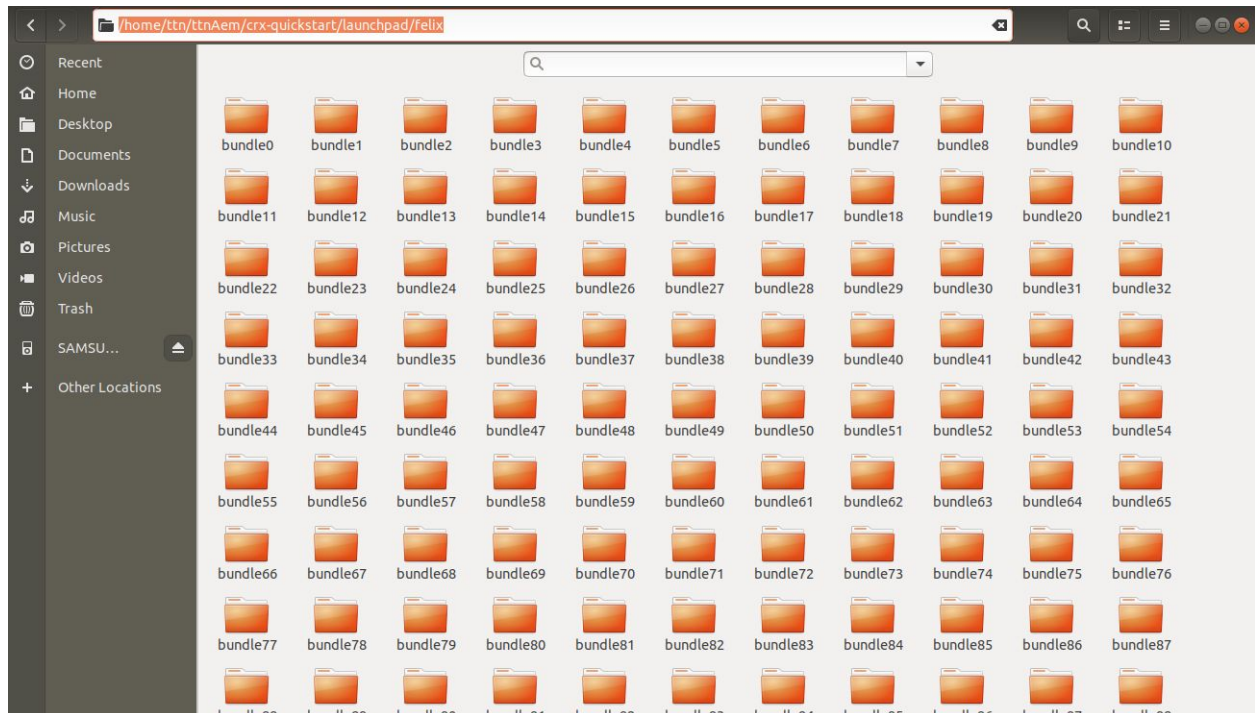 /home/ttn/ttnAem/crx-quickstart/launchpad/felix
Recent
Home
Desktop
Documents
Downloads
Music
Pictures
Videos
Trash
SAMSU...
Other Locations
bundle0 bundle1 bundle2 bundle3 bundle4 bundle5 bundle6 bundle7 bundle8 bundle9 bundle10
bundle11 bundle12 bundle13 bundle14 bundle15 bundle16 bundle17 bundle18 bundle19 bundle20 bundle21
bundle22 bundle23 bundle24 bundle25 bundle26 bundle27 bundle28 bundle29 bundle30 bundle31 bundle32
bundle33 bundle34 bundle35 bundle36 bundle37 bundle38 bundle39 bundle40 bundle41 bundle42 bundle43
bundle44 bundle45 bundle46 bundle47 bundle48 bundle49 bundle50 bundle51 bundle52 bundle53 bundle54
bundle55 bundle56 bundle57 bundle58 bundle59 bundle60 bundle61 bundle62 bundle63 bundle64 bundle65
bundle66 bundle67 bundle68 bundle69 bundle70 bundle71 bundle72 bundle73 bundle74 bundle75 bundle76
bundle77 bundle78 bundle79 bundle80 bundle81 bundle82 bundle83 bundle84 bundle85 bundle86 bundle87